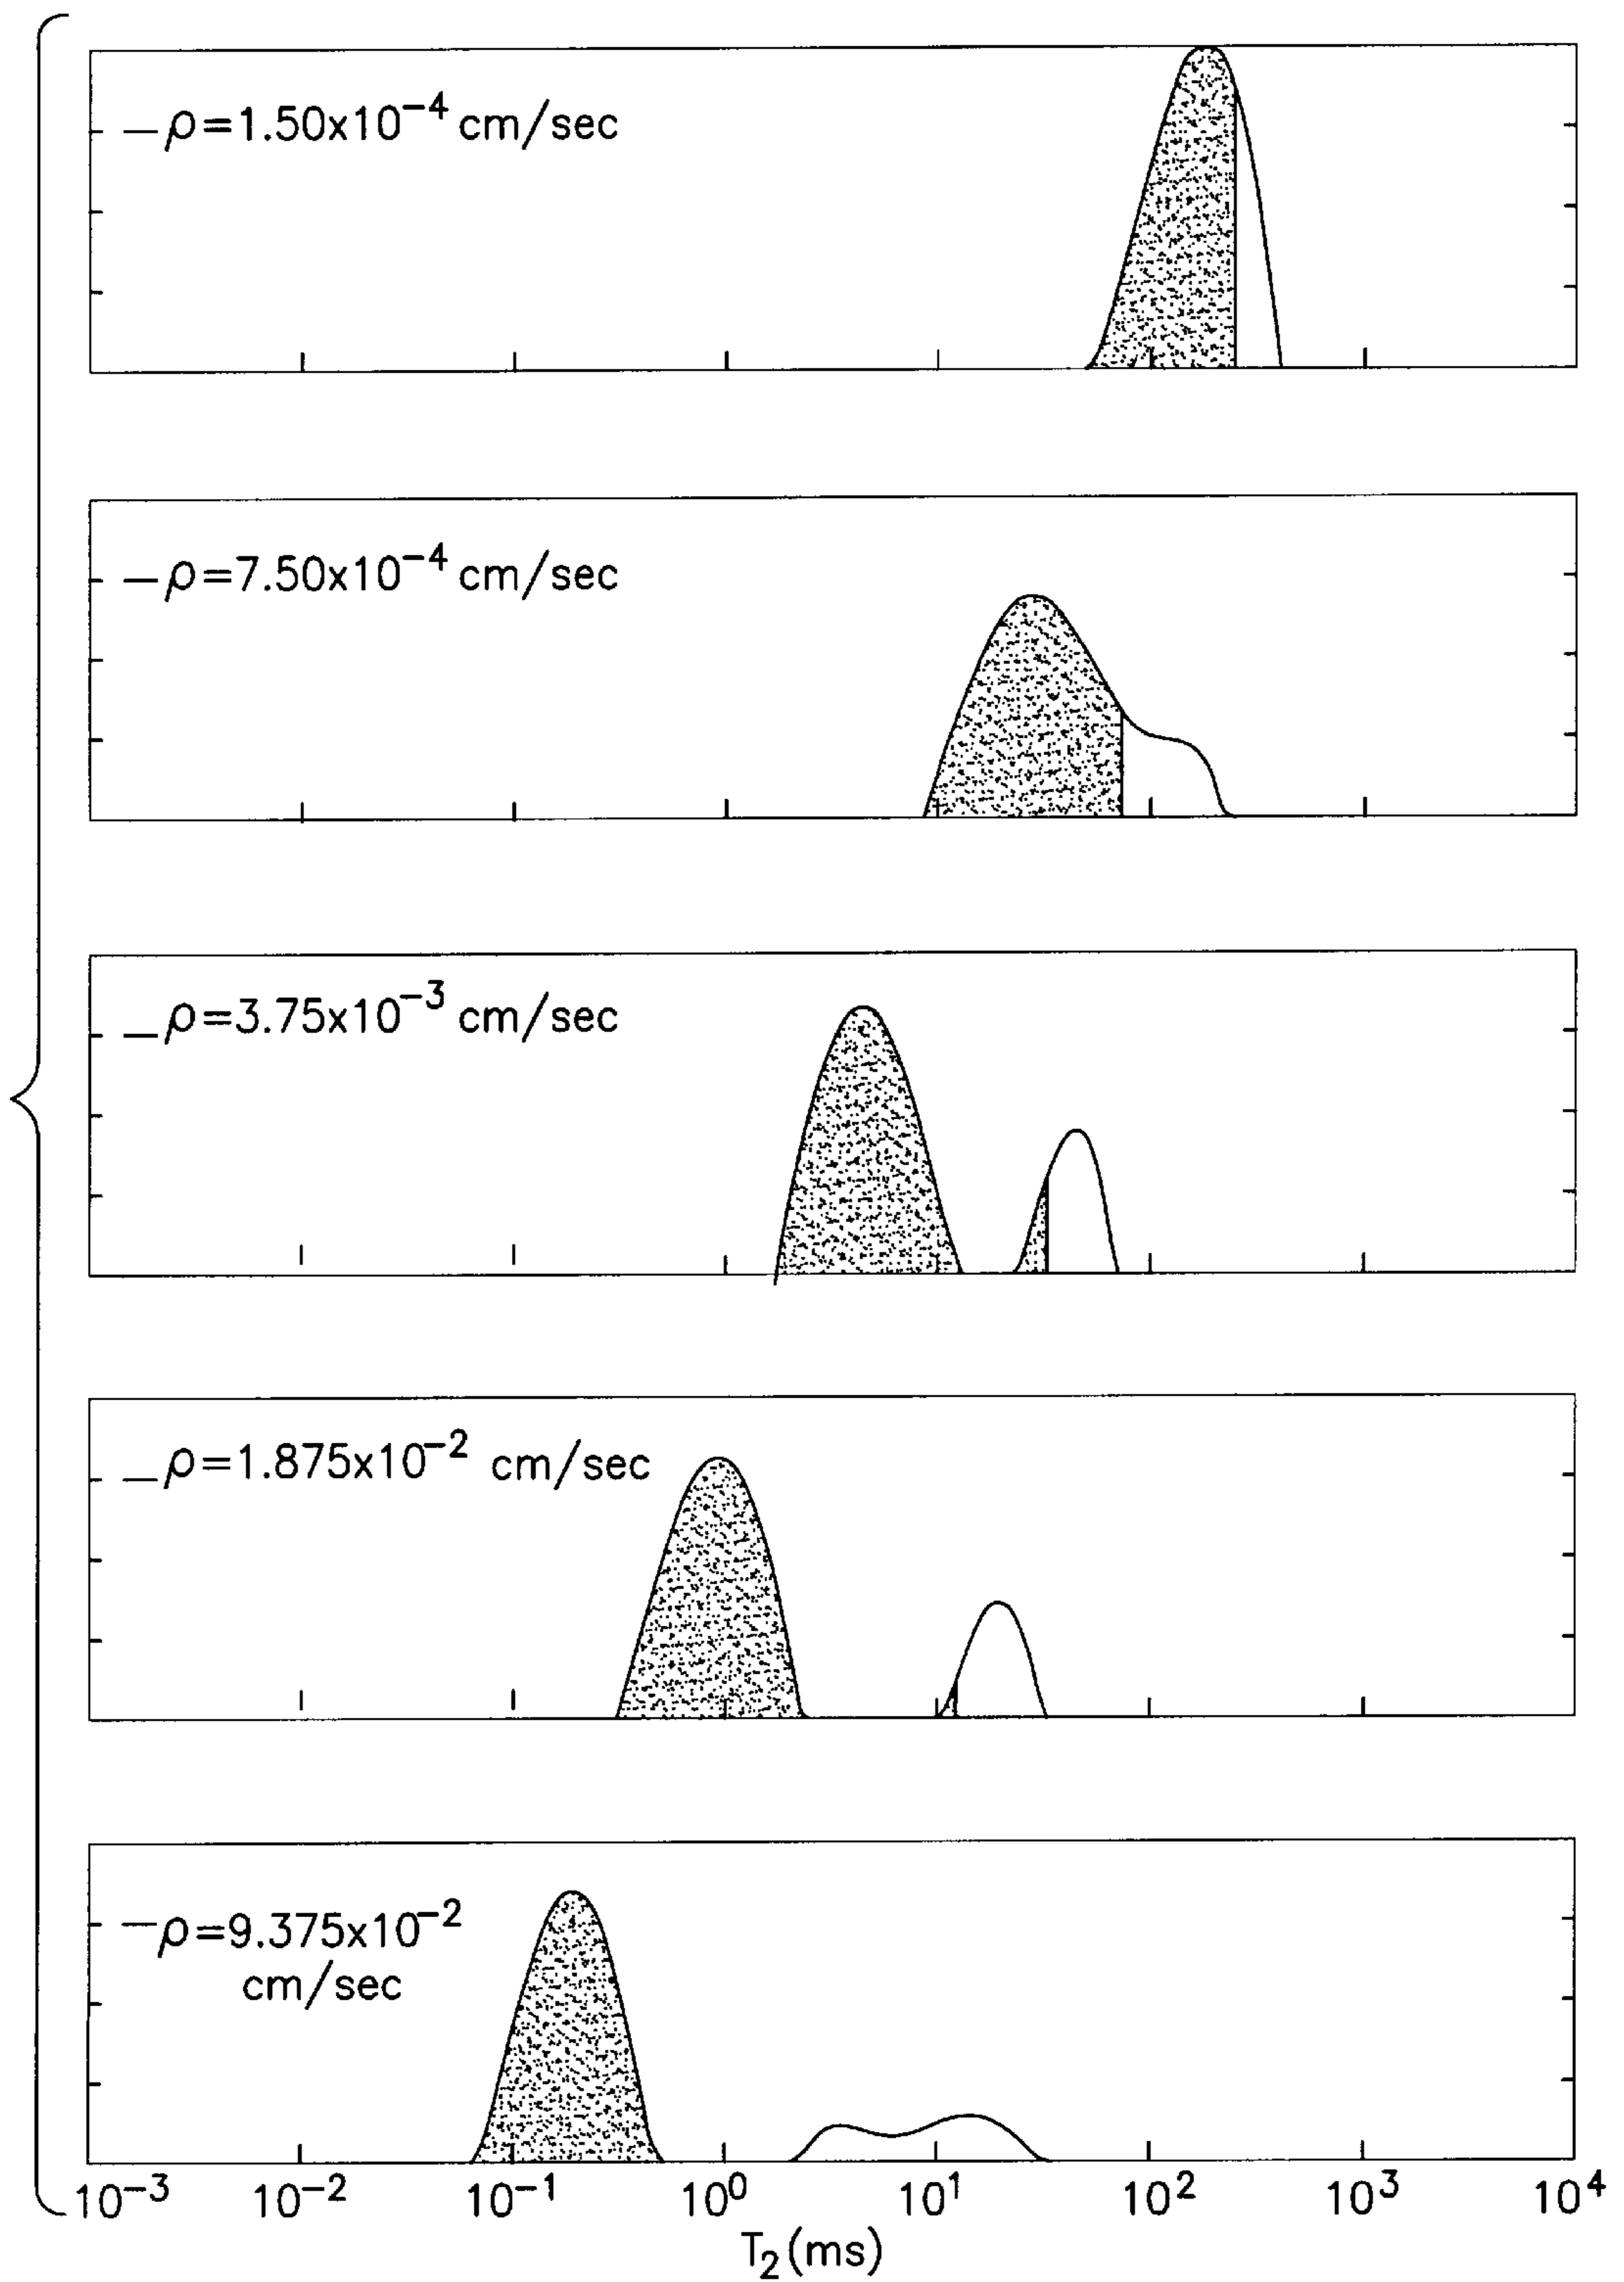 —ρ=1.50x10⁻⁴ cm/sec
—ρ=7.50x10⁻⁴ cm/sec
—ρ=3.75x10⁻³ cm/sec
—ρ=1.875x10⁻² cm/sec
—ρ=9.375x10⁻²
cm/sec
10⁻³ 10⁻² 10⁻¹ 10⁰ 10¹ 10² 10³ 10⁴
T₂(ms)